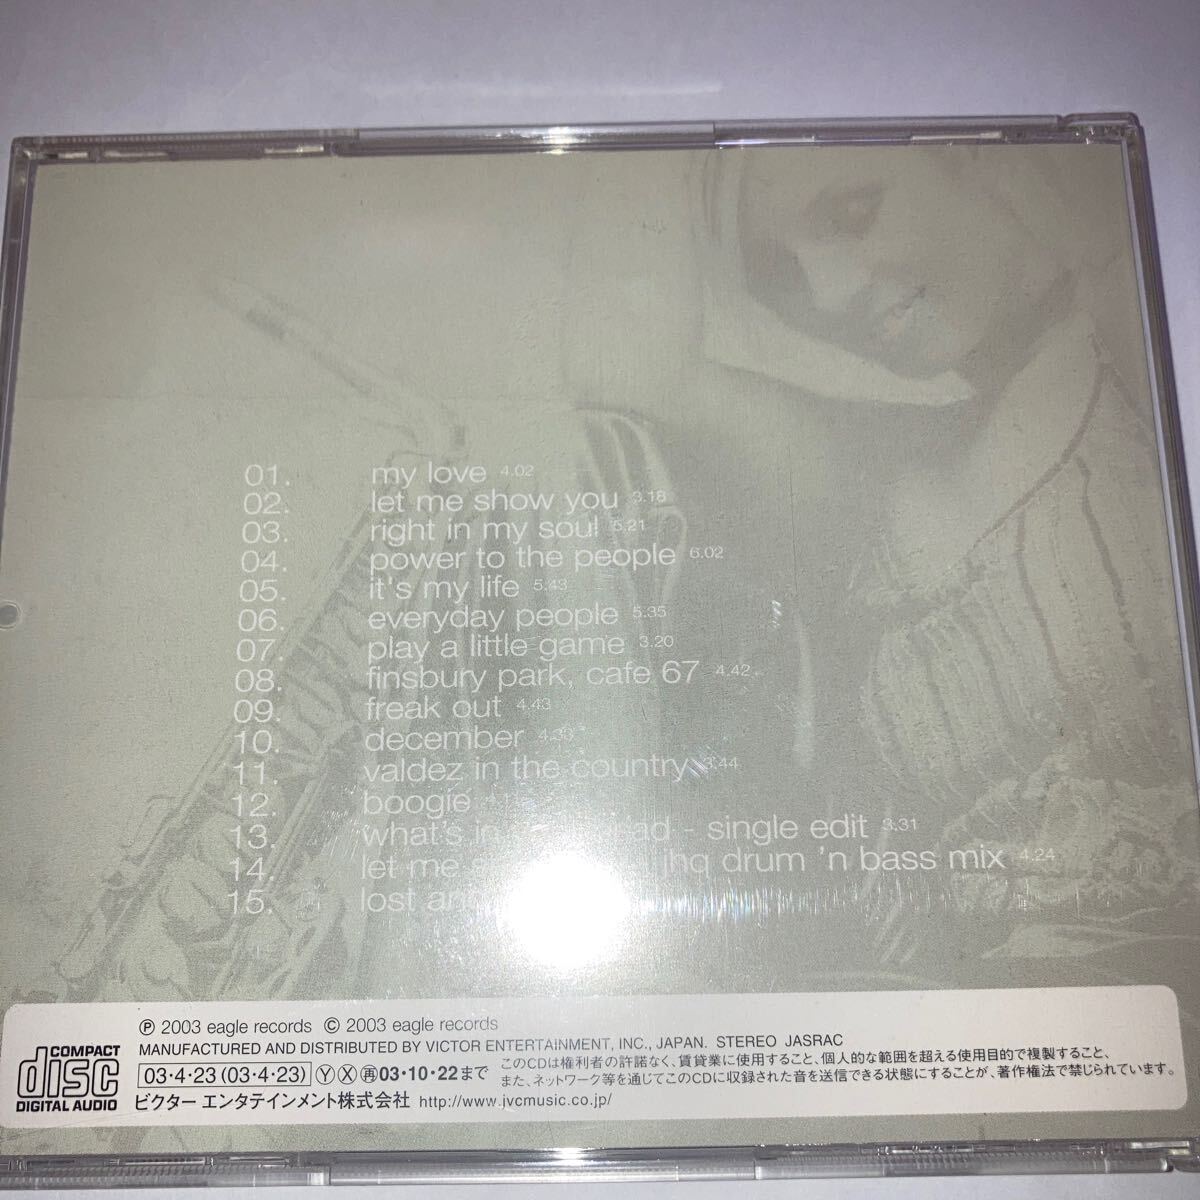 01. my love 4.02
02. let me show you 3.18
03. right in my soul 5.21
04. power to the people 6.02
05. it's my life 5.43
06. everyday people 5.35
07. play a little game 3.20
08. finsbury park, cafe 67 4.42
09. freak out 4.43
10. december 4.33
11. valdez in the country 3.44
12. boogie
13. what's in - single edit 3.31
14. let me jhq drum 'n bass mix 4.24
15. lost
Ⓟ 2003 eagle records © 2003 eagle records
MANUFACTURED AND DISTRIBUTED BY VICTOR ENTERTAINMENT, INC., JAPAN. STEREO JASRAC
COMPACT disc DIGITAL AUDIO
03・4・23 (03・4・23) Ⓨ Ⓧ 再03・10・22まで
ビクター エンタテインメント株式会社 http://www.jvcmusic.co.jp/
このCDは権利者の許諾なく、賃貸業に使用すること、個人的な範囲を超える使用目的で複製すること、
また、ネットワーク等を通じてこのCDに収録された音を送信できる状態にすることが、著作権法で禁じられています。